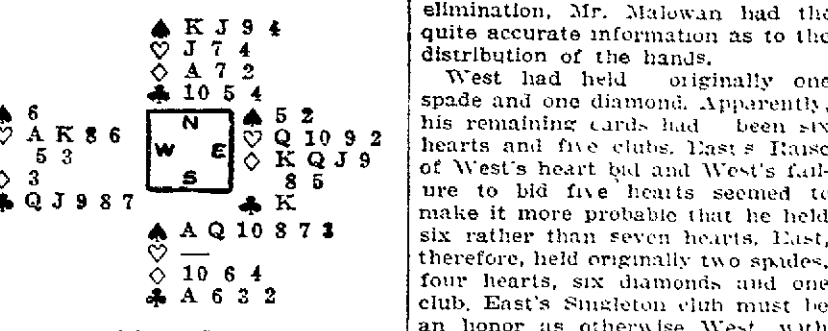 ♠ K J 9 4
♡ J 7 4
♢ A 7 2
♣ 10 5 4
♠ 6
♡ A K 8 6
5 3
♢ 3
♣ Q J 9 8 7
N
W E
S
♠ 5 2
♡ Q 10 9 2
♢ K Q J 9
8 5
♣ K
♠ A Q 10 8 7 3
♡ —
♢ 10 6 4
♣ A 6 3 2
elimination, Mr. Malowan had the
quite accurate information as to the
distribution of the hands.
West had held originally one
spade and one diamond. Apparently,
his remaining cards had been six
hearts and five clubs. East's Raise
of West's heart bid and West's fail-
ure to bid five hearts seemed to
make it more probable that he held
six rather than seven hearts. East,
therefore, held originally two spades,
four hearts, six diamonds and one
club. East's Singleton club must be
an honor as otherwise West, with